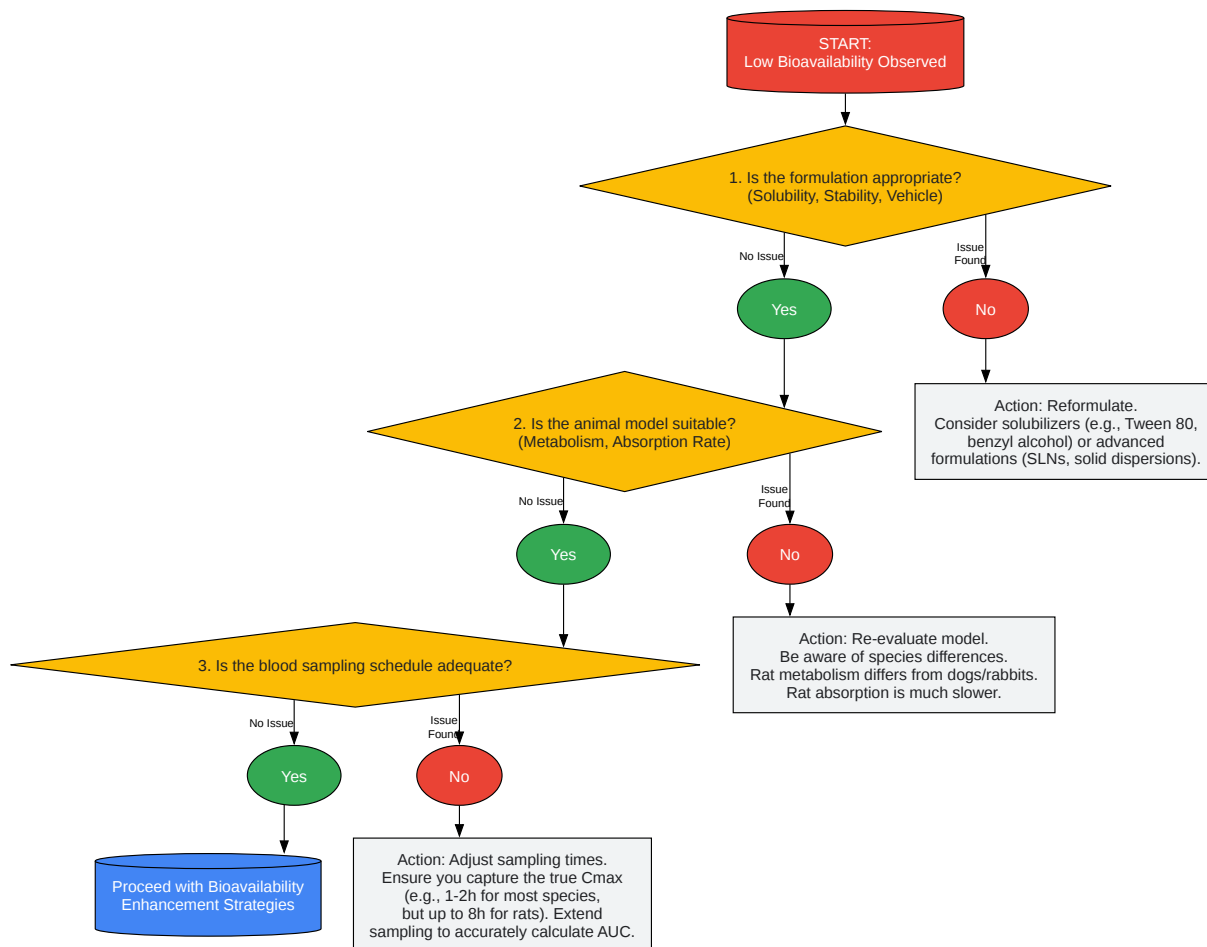 START:
Low Bioavailability Observed
1. Is the formulation appropriate?
(Solubility, Stability, Vehicle)
No Issue
Issue
Found
Yes
No
Action: Reformulate.
Consider solubilizers (e.g., Tween 80,
benzyl alcohol) or advanced
formulations (SLNs, solid dispersions).
2. Is the animal model suitable?
(Metabolism, Absorption Rate)
No Issue
Issue
Found
Yes
No
Action: Re-evaluate model.
Be aware of species differences.
Rat metabolism differs from dogs/rabbits.
Rat absorption is much slower.
3. Is the blood sampling schedule adequate?
No Issue
Issue
Found
Yes
No
Proceed with Bioavailability
Enhancement Strategies
Action: Adjust sampling times.
Ensure you capture the true Cmax
(e.g., 1-2h for most species,
but up to 8h for rats). Extend
sampling to accurately calculate AUC.